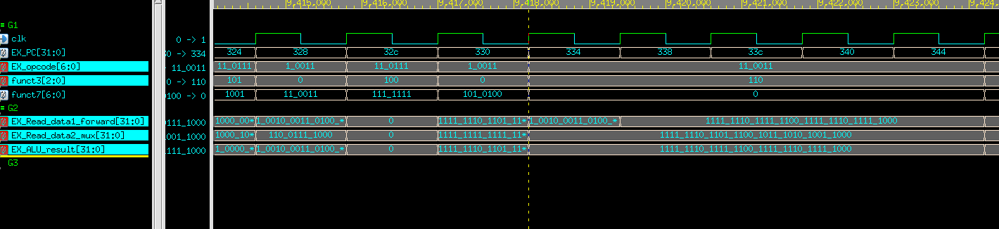 9,415,000 9,416,000 9,417,000 9,418,000 9,419,000 9,420,000 9,421,000 9,422,000 9,423,000 9,424,
= G1
clk 0 -> 1
EX_PC[31:0] 30 -> 334 324 328 32c 330 334 338 33c 340 344
EX_opcode[6:0] 11_0011 11_0111 1_0011 11_0111 1_0011 11_0011
funct3[2:0] 0 -> 110 101 0 100 0 110
funct7[6:0] 0100 -> 0 1001 11_0011 111_1111 101_0100 0
= G2
EX_Read_data1_forward[31:0] 0111_1000 1000_00* 1_0010_0011_0100_* 0 1111_1110_1101_11* 1_0010_0011_0100_* 1111_1110_1111_1100_1111_1110_1111_1000
EX_Read_data2_mux[31:0] 1001_1000 1000_10* 110_0111_1000 0 1111_1111_1111_11* 1111_1110_1101_1100_1011_1010_1001_1000
EX_ALU_result[31:0] 1111_1000 1_0000_* 1_0010_0011_0100_* 0 1111_1110_1101_11* 1111_1110_1111_1100_1111_1110_1111_1000
G3